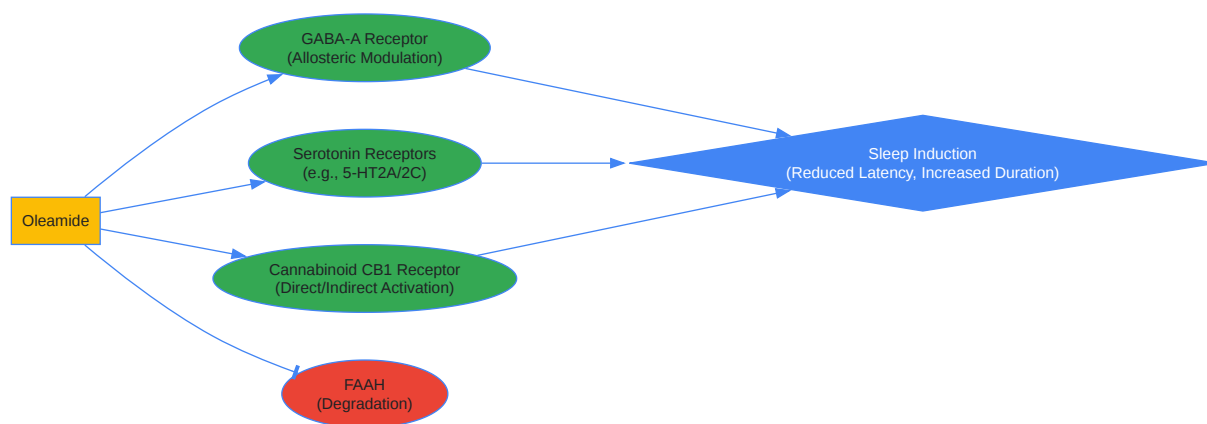 GABA-A Receptor
(Allosteric Modulation)
Serotonin Receptors
(e.g., 5-HT2A/2C)
Sleep Induction
(Reduced Latency, Increased Duration)
Oleamide
Cannabinoid CB1 Receptor
(Direct/Indirect Activation)
FAAH
(Degradation)